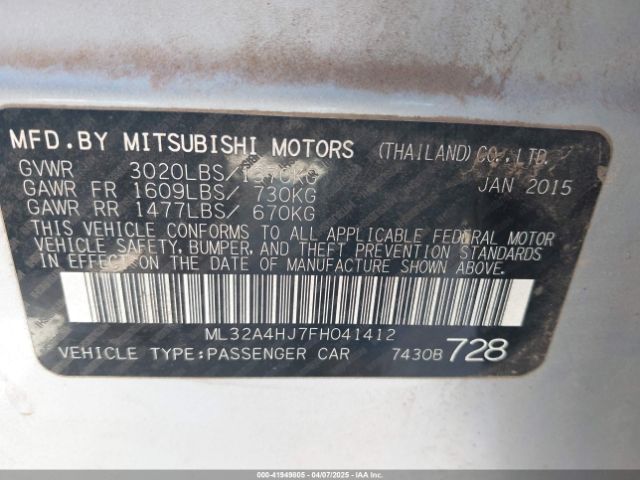 MFD.BY MITSUBISHI MOTORS (THAILAND) CO.,LTD.
GVWR 3020LBS/1370KG JAN 2015
GAWR FR 1609LBS/ 730KG
GAWR RR 1477LBS/ 670KG
THIS VEHICLE CONFORMS TO ALL APPLICABLE FEDERAL MOTOR
VEHICLE SAFETY, BUMPER, AND THEFT PREVENTION STANDARDS
IN EFFECT ON THE DATE OF MANUFACTURE SHOWN ABOVE.
ML32A4HJ7FH041412
VEHICLE TYPE:PASSENGER CAR 7430B 728
000-41949805 - 04/07/2025 - IAAI, Inc.